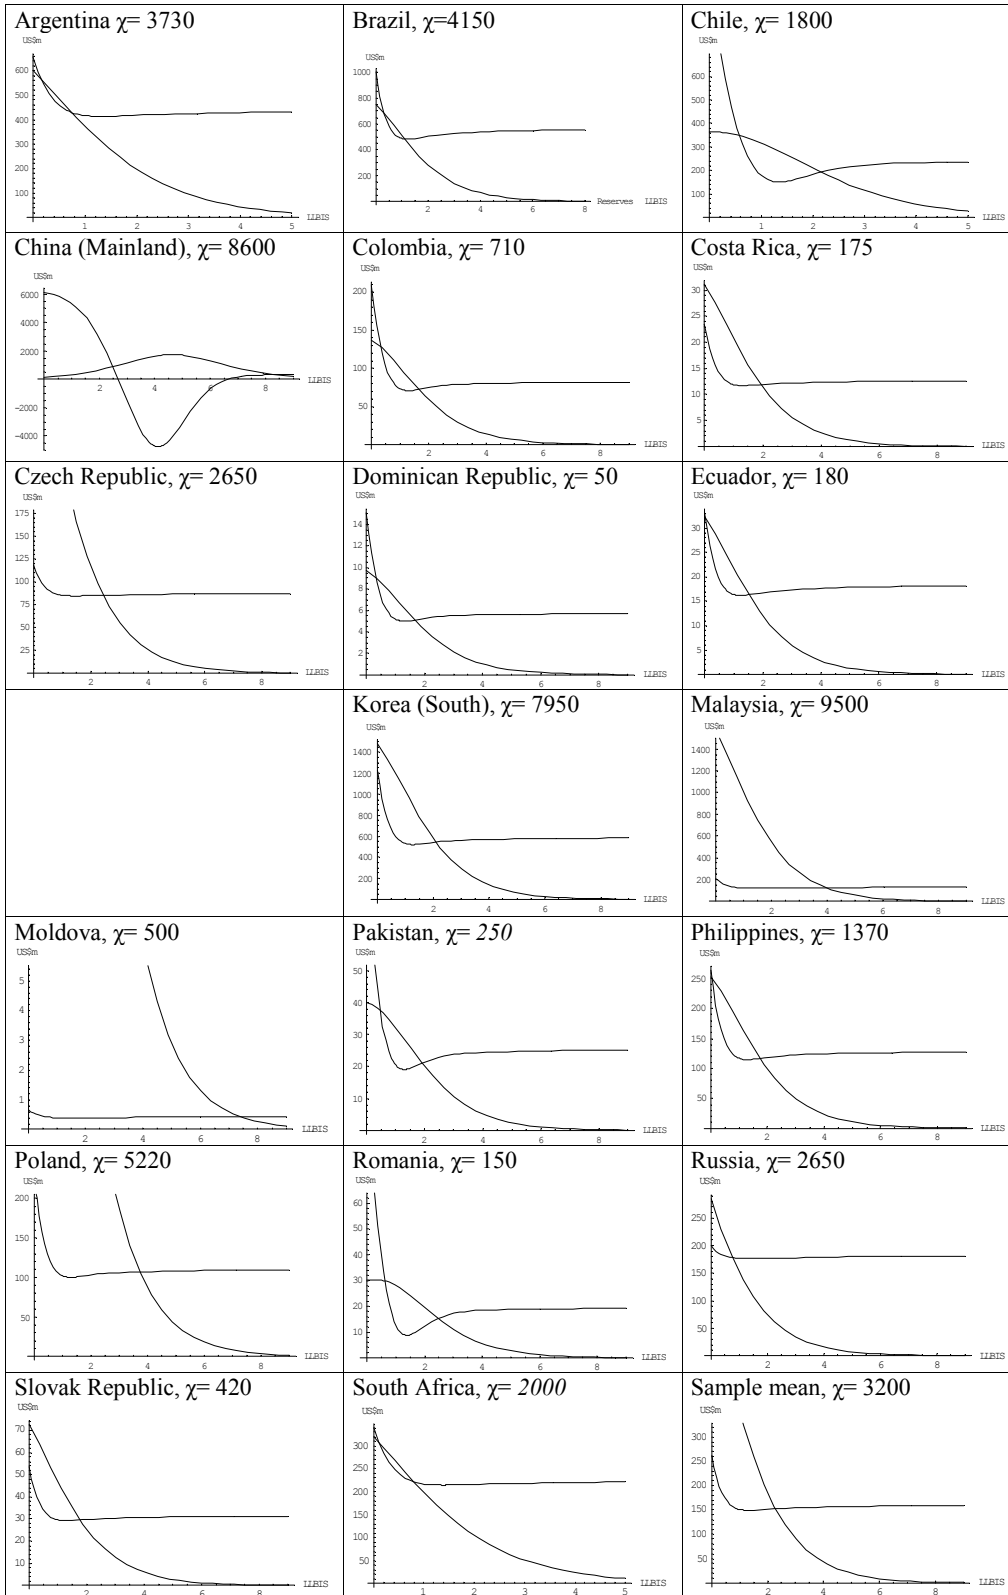 Argentina χ= 3730
US$m
600
500
400
300
200
100
LLBIS
1 2 3 4 5
Brazil, χ=4150
US$m
1000
800
600
400
200
Reserves LLBIS
2 4 6 8
Chile, χ= 1800
US$m
600
500
400
300
200
100
LLBIS
1 2 3 4 5
China (Mainland), χ= 8600
US$m
6000
4000
2000
LLBIS
2 4 6 8
-2000
-4000
Colombia, χ= 710
US$m
200
150
100
50
LLBIS
2 4 6 8
Costa Rica, χ= 175
US$m
30
25
20
15
10
5
LLBIS
2 4 6 8
Czech Republic, χ= 2650
US$m
175
150
125
100
75
50
25
LLBIS
2 4 6 8
Dominican Republic, χ= 50
US$m
14
12
10
8
6
4
2
LLBIS
2 4 6 8
Ecuador, χ= 180
US$m
30
25
20
15
10
5
LLBIS
2 4 6 8
Korea (South), χ= 7950
US$m
1400
1200
1000
800
600
400
200
LLBIS
2 4 6 8
Malaysia, χ= 9500
US$m
1400
1200
1000
800
600
400
200
LLBIS
2 4 6 8
Moldova, χ= 500
US$m
5
4
3
2
1
LLBIS
2 4 6 8
Pakistan, χ= 250
US$m
50
40
30
20
10
LLBIS
2 4 6 8
Philippines, χ= 1370
US$m
250
200
150
100
50
LLBIS
2 4 6 8
Poland, χ= 5220
US$m
200
150
100
50
LLBIS
2 4 6 8
Romania, χ= 150
US$m
60
50
40
30
20
10
LLBIS
2 4 6 8
Russia, χ= 2650
US$m
250
200
150
100
50
LLBIS
2 4 6 8
Slovak Republic, χ= 420
US$m
70
60
50
40
30
20
10
LLBIS
2 4 6 8
South Africa, χ= 2000
US$m
300
250
200
150
100
50
LLBIS
1 2 3 4 5
Sample mean, χ= 3200
US$m
300
250
200
150
100
50
LLBIS
2 4 6 8